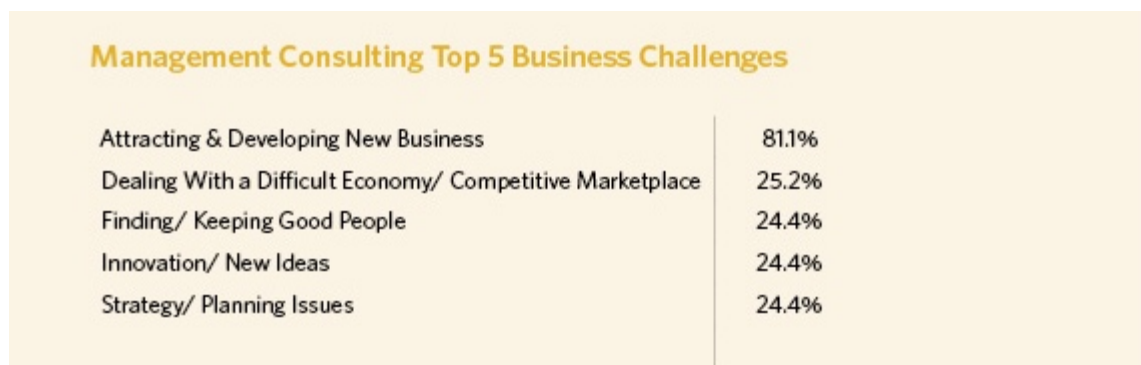 Management Consulting Top 5 Business Challenges
Attracting & Developing New Business 81.1%
Dealing With a Difficult Economy/ Competitive Marketplace 25.2%
Finding/ Keeping Good People 24.4%
Innovation/ New Ideas 24.4%
Strategy/ Planning Issues 24.4%